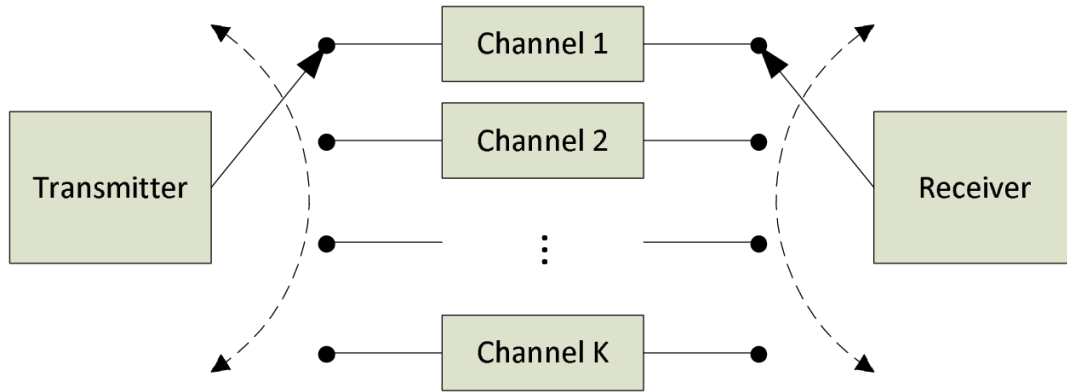 Channel 1
Channel 2
Transmitter
Receiver
⋮
Channel K